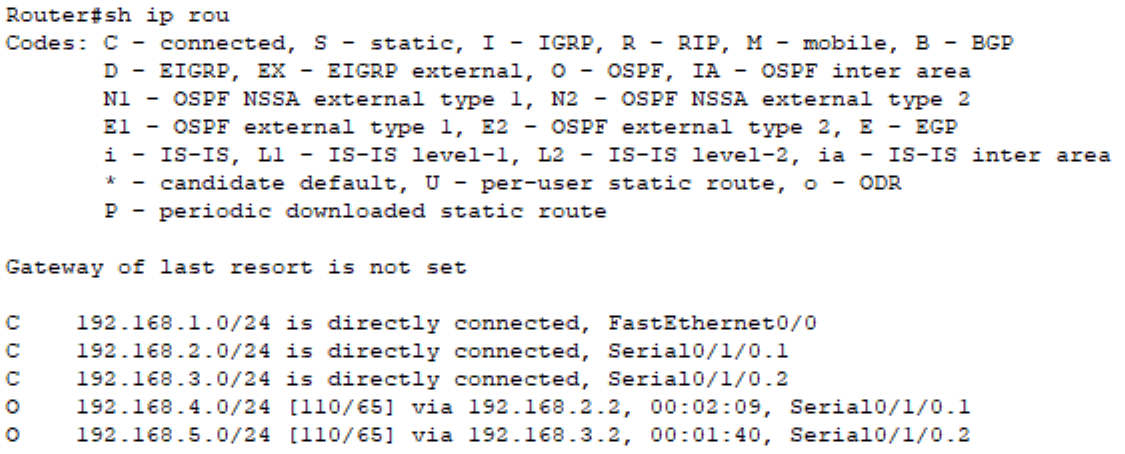 Router#sh ip rou
Codes: C - connected, S - static, I - IGRP, R - RIP, M - mobile, B - BGP
       D - EIGRP, EX - EIGRP external, O - OSPF, IA - OSPF inter area
       N1 - OSPF NSSA external type 1, N2 - OSPF NSSA external type 2
       E1 - OSPF external type 1, E2 - OSPF external type 2, E - EGP
       i - IS-IS, L1 - IS-IS level-1, L2 - IS-IS level-2, ia - IS-IS inter area
       * - candidate default, U - per-user static route, o - ODR
       P - periodic downloaded static route

Gateway of last resort is not set

C    192.168.1.0/24 is directly connected, FastEthernet0/0
C    192.168.2.0/24 is directly connected, Serial0/1/0.1
C    192.168.3.0/24 is directly connected, Serial0/1/0.2
O    192.168.4.0/24 [110/65] via 192.168.2.2, 00:02:09, Serial0/1/0.1
O    192.168.5.0/24 [110/65] via 192.168.3.2, 00:01:40, Serial0/1/0.2